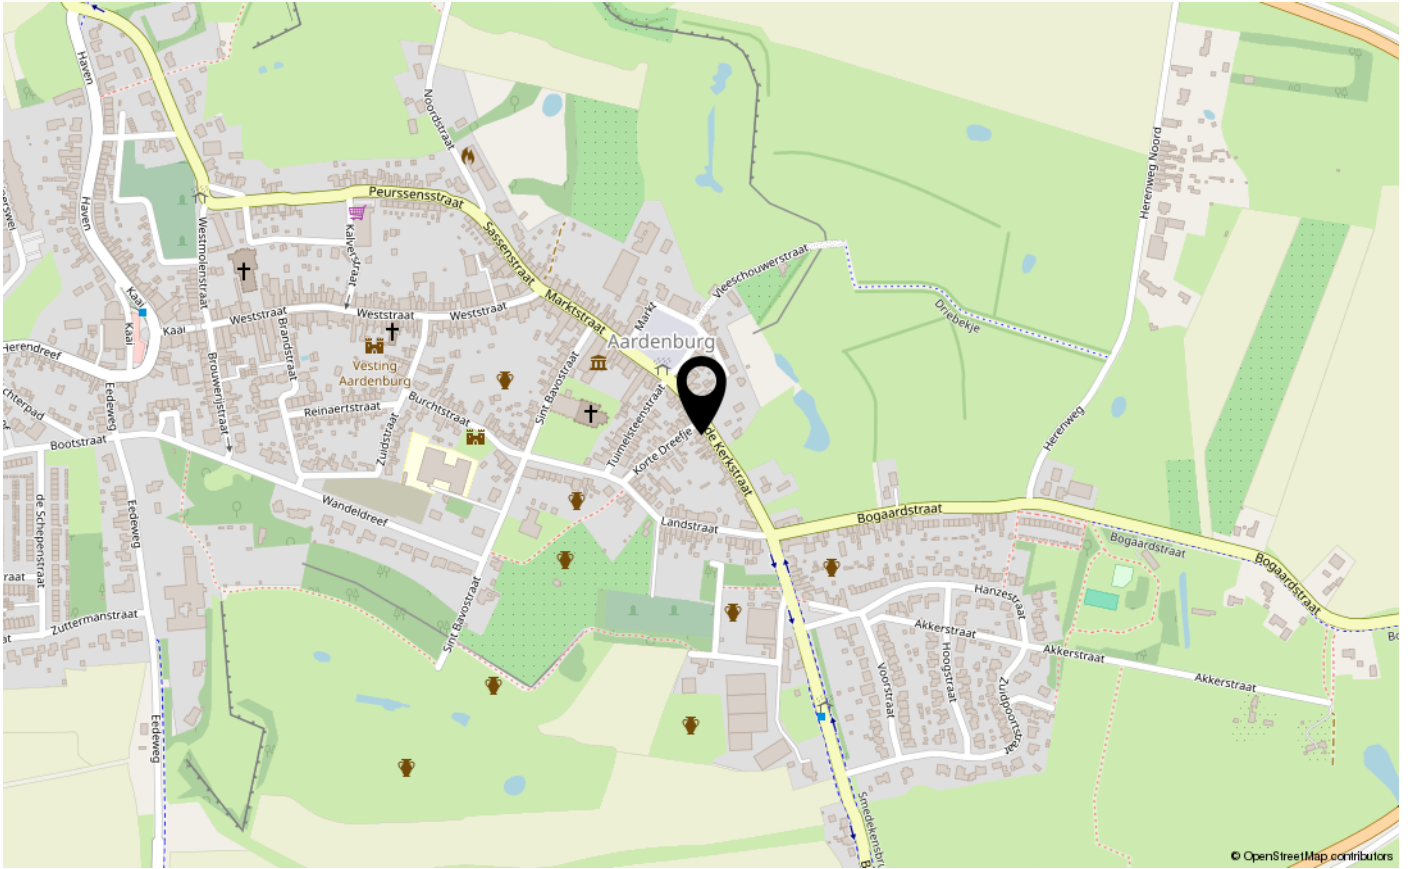 Haven
Noordstraat
Herenweg Noord
Peurssensstraat
Haven
Westmolenstraat
Kalverstraat
Sassenstraat
Vleeschouwerstraat
Kaai
Marktstraat
Markt
Driebekje
Weststraat
Weststraat
Weststraat
Kaai
Kaai
Aardenburg
Herendreef
Brandstraat
Brouwerijstraat
Vesting
Aardenburg
Sint Bavostraat
Eedeweg
Burchtstraat
Reinaertstraat
Tuimelsteenstraat
Herenweg
Zuidstraat
Korte Dreefje
de Kerkstraat
Bootstraat
de Schepenstraat
Wandeldreef
Eedeweg
Landstraat
Bogaardstraat
Bogaardstraat
Bogaardstraat
Sint Bavostraat
Hanzestraat
Zuttermanstraat
Akkerstraat
Akkerstraat
Akkerstraat
Voorstraat
Hoogstraat
Zuidpoortstraat
Eedeweg
© OpenStreetMap contributors